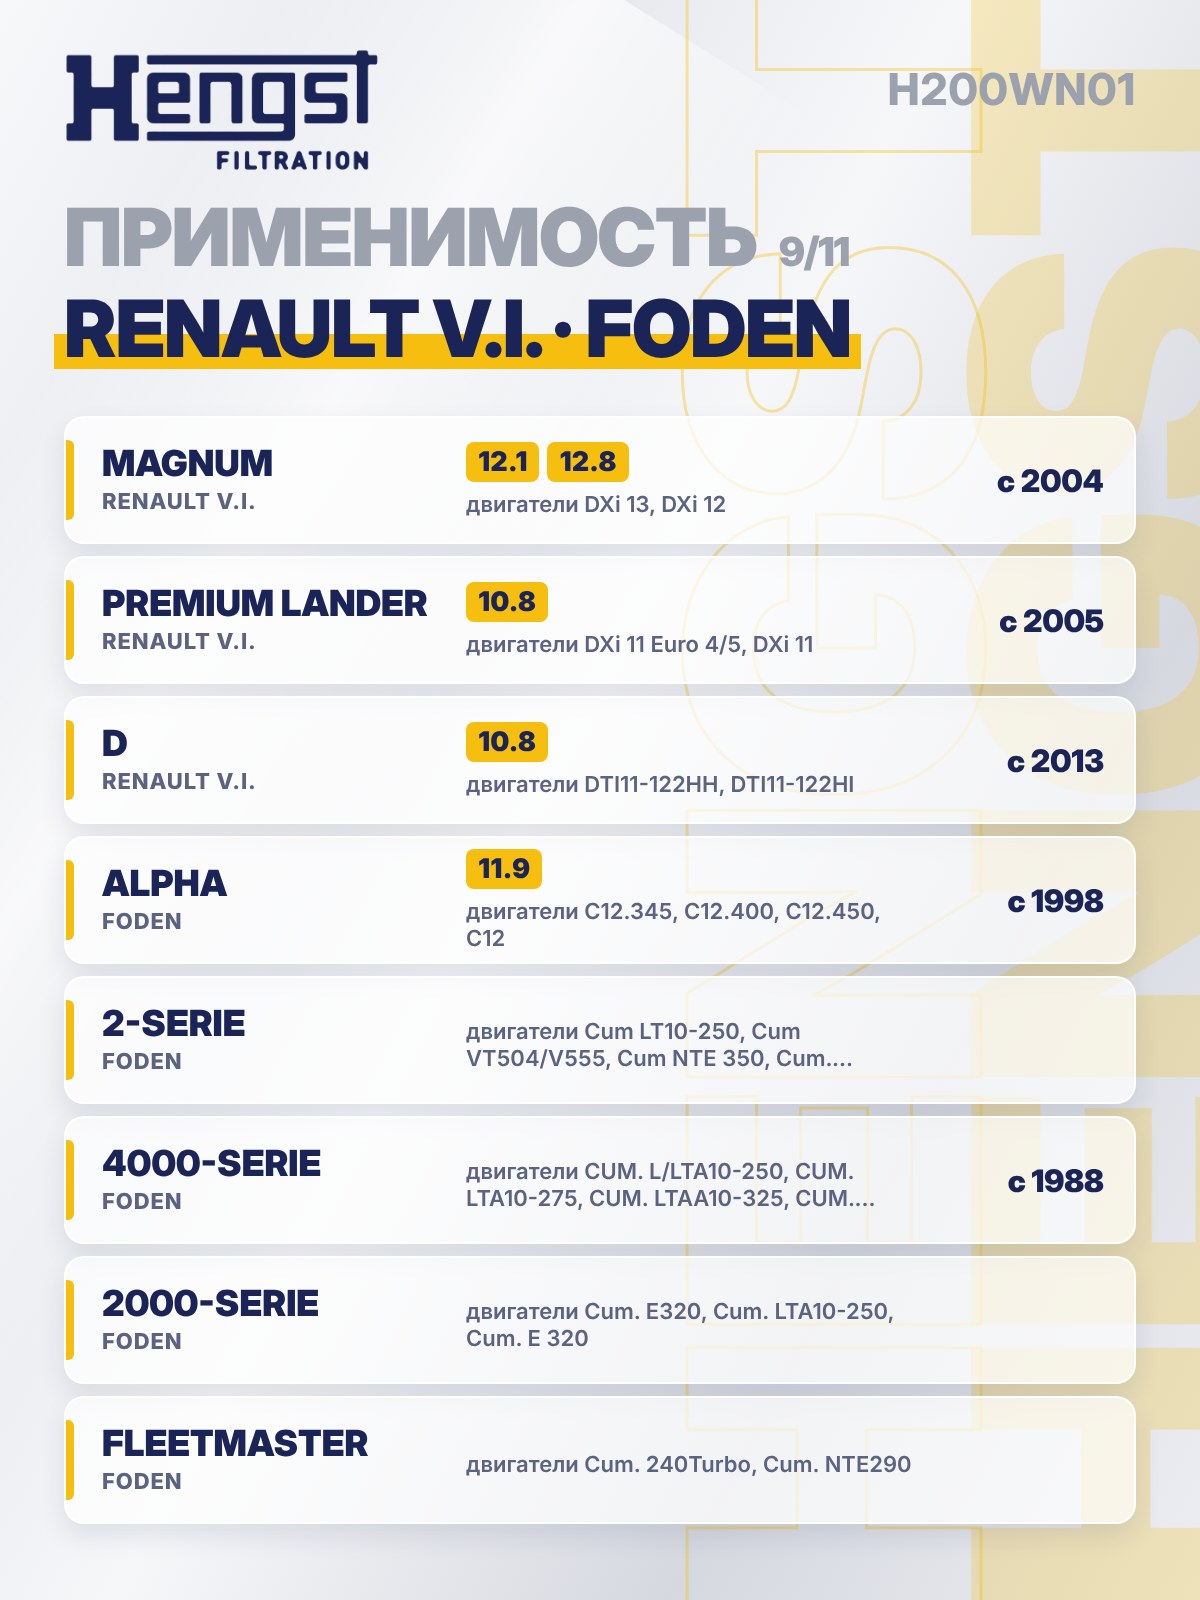 Hengst
FILTRATION
H200WN01
ПРИМЕНИМОСТЬ 9/11
RENAULT V.I. · FODEN
MAGNUM
RENAULT V.I.
12.1 12.8
двигатели DXi 13, DXi 12
с 2004
PREMIUM LANDER
RENAULT V.I.
10.8
двигатели DXi 11 Euro 4/5, DXi 11
с 2005
D
RENAULT V.I.
10.8
двигатели DTI11-122HH, DTI11-122HI
с 2013
ALPHA
FODEN
11.9
двигатели C12.345, C12.400, C12.450,
C12
с 1998
2-SERIE
FODEN
двигатели Cum LT10-250, Cum
VT504/V555, Cum NTE 350, Cum....
4000-SERIE
FODEN
двигатели CUM. L/LTA10-250, CUM.
LTA10-275, CUM. LTAA10-325, CUM....
с 1988
2000-SERIE
FODEN
двигатели Cum. E320, Cum. LTA10-250,
Cum. E 320
FLEETMASTER
FODEN
двигатели Cum. 240Turbo, Cum. NTE290
HENGST
HENGST